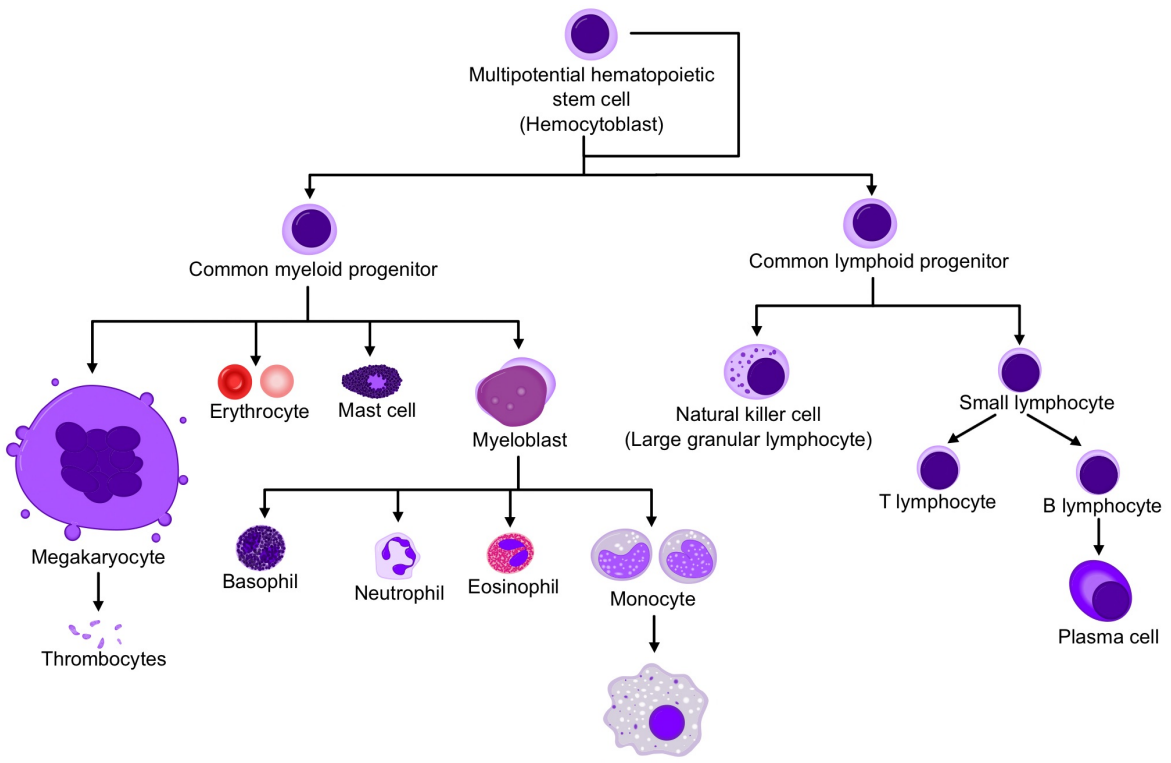 Multipotential hematopoietic
stem cell
(Hemocytoblast)
Common myeloid progenitor
Common lymphoid progenitor
Erythrocyte
Mast cell
Myeloblast
Natural killer cell
(Large granular lymphocyte)
Small lymphocyte
T lymphocyte
B lymphocyte
Megakaryocyte
Basophil
Neutrophil
Eosinophil
Monocyte
Plasma cell
Thrombocytes